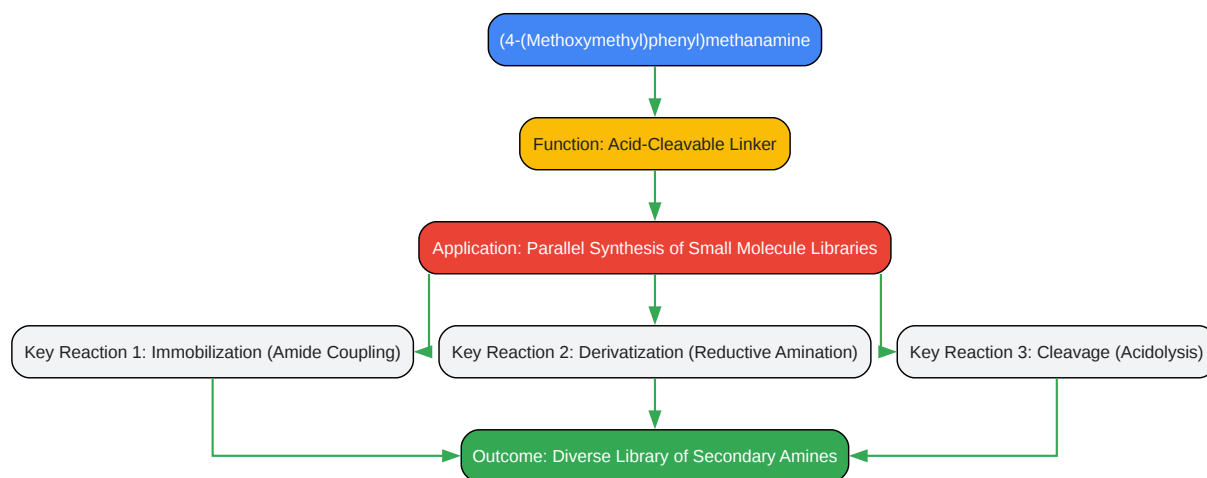 (4-(Methoxymethyl)phenyl)methanamine
Function: Acid-Cleavable Linker
Application: Parallel Synthesis of Small Molecule Libraries
Key Reaction 1: Immobilization (Amide Coupling)
Key Reaction 2: Derivatization (Reductive Amination)
Key Reaction 3: Cleavage (Acidolysis)
Outcome: Diverse Library of Secondary Amines